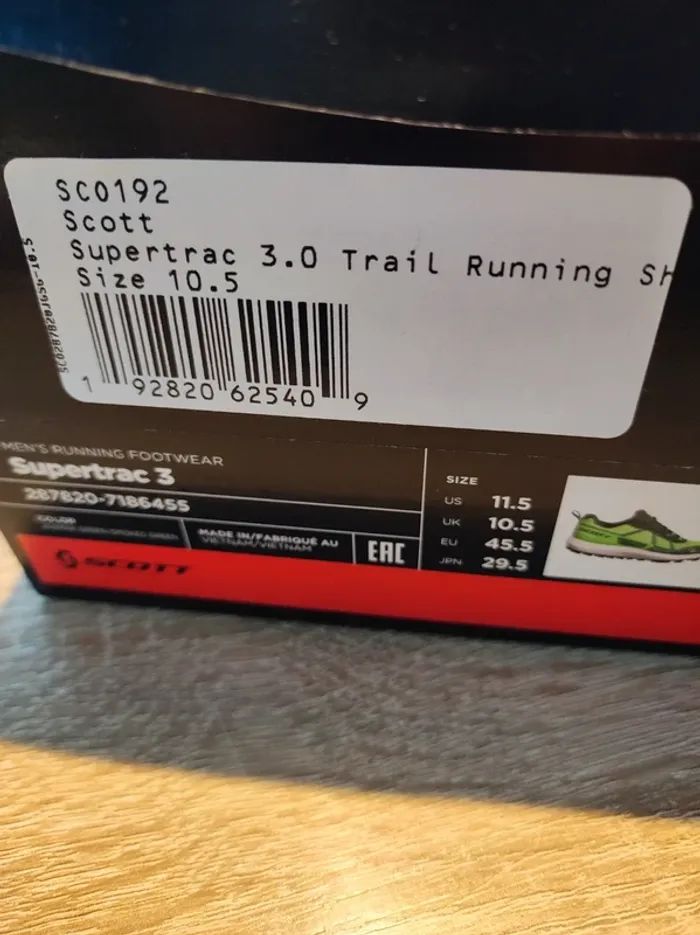 SC0192
Scott
Supertrac 3.0 Trail Running Sh
Size 10.5
1 92820 62540 9
MEN'S RUNNING FOOTWEAR
Supertrac 3
287820-7186455
COLOR
MADE IN/FABRIQUÉ AU
VIETNAM/VIETNAM
EAC
SIZE
US 11.5
UK 10.5
EU 45.5
JPN 29.5
SCOTT